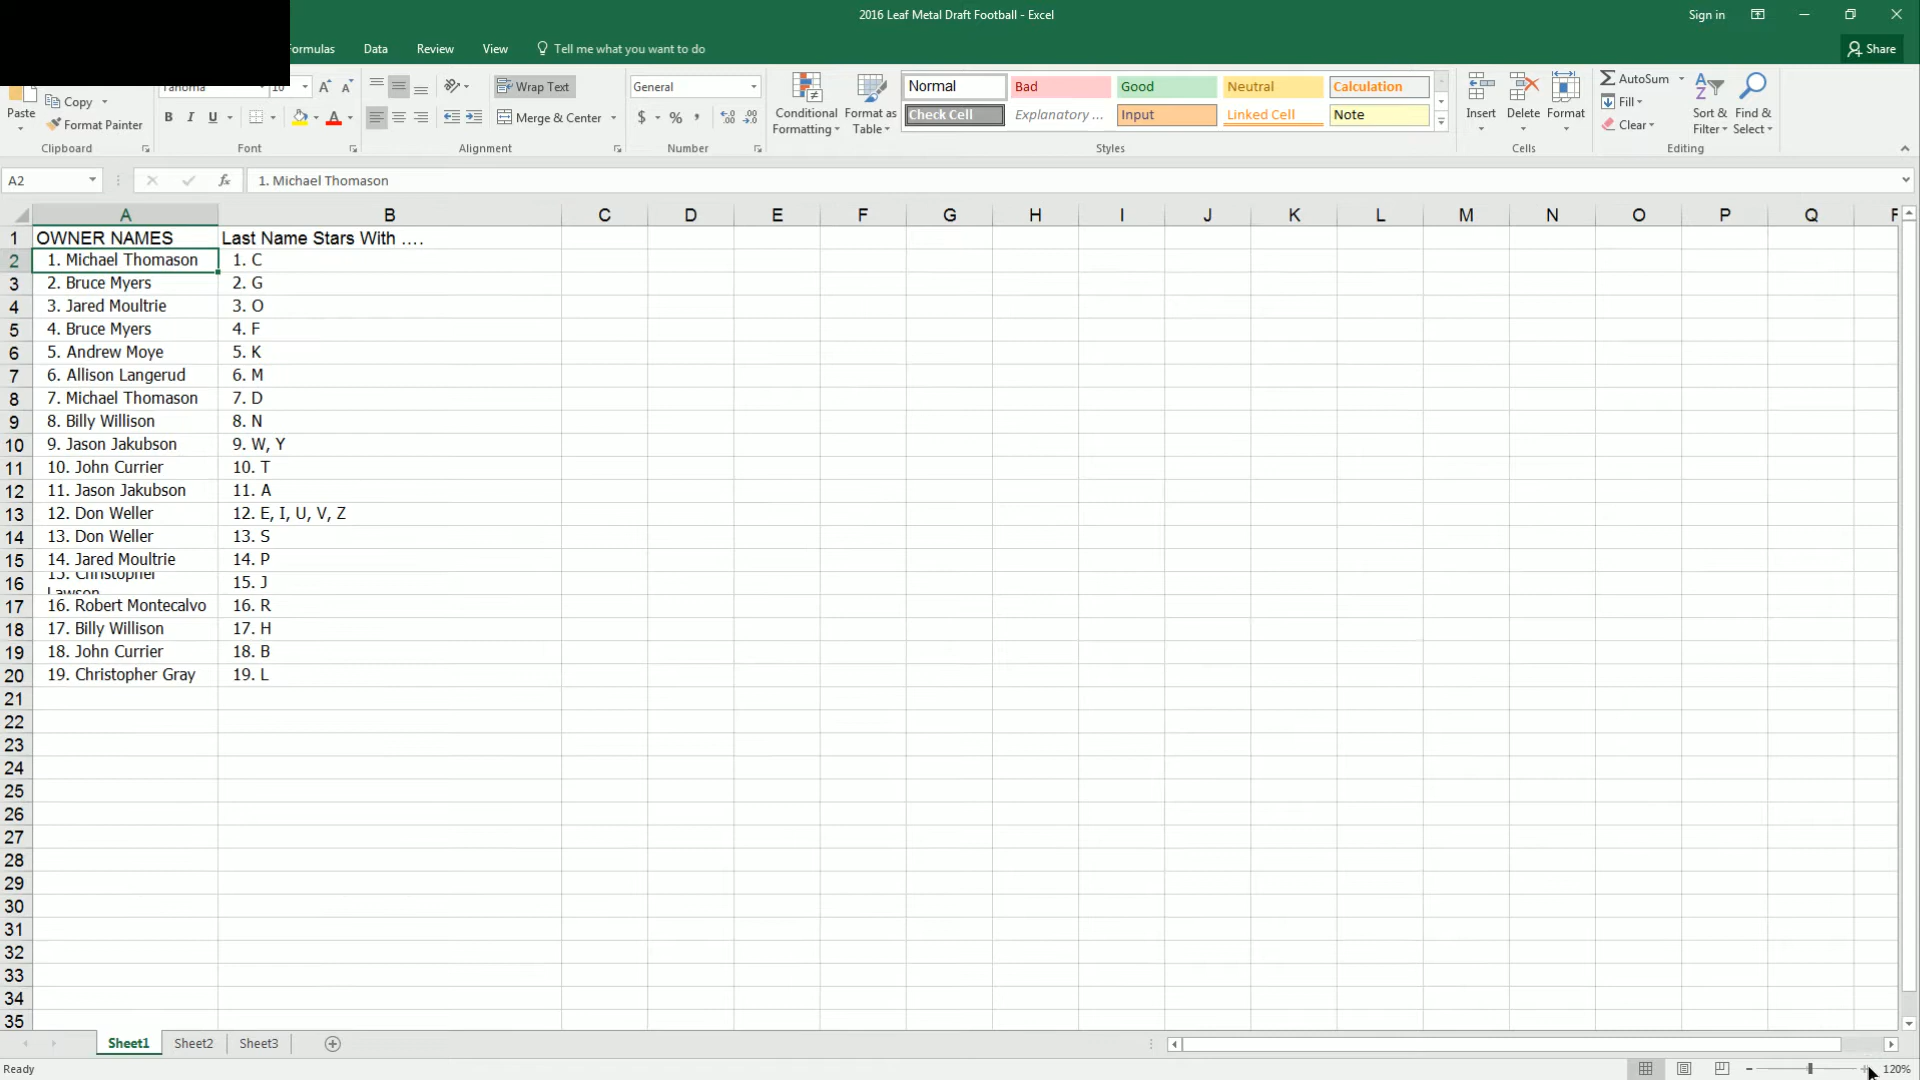 2016 Leaf Metal Draft Football - Excel
Sign in
Data Review View Tell me what you want to do
Share
Paste
Copy
Format Painter
Clipboard
10
B I U
Font
Wrap Text
Merge & Center
Alignment
General
$ % ,
Number
Conditional Formatting
Format as Table
Normal Bad Good Neutral Calculation
Check Cell Explanatory ... Input Linked Cell Note
Styles
Insert Delete Format
Cells
AutoSum
Fill
Clear
Sort & Filter
Find & Select
Editing
A2 fx 1. Michael Thomason
A B C D E F G H I J K L M N O P Q
1 OWNER NAMES Last Name Stars With ....
2 1. Michael Thomason 1. C
3 2. Bruce Myers 2. G
4 3. Jared Moultrie 3. O
5 4. Bruce Myers 4. F
6 5. Andrew Moye 5. K
7 6. Allison Langerud 6. M
8 7. Michael Thomason 7. D
9 8. Billy Willison 8. N
10 9. Jason Jakubson 9. W, Y
11 10. John Currier 10. T
12 11. Jason Jakubson 11. A
13 12. Don Weller 12. E, I, U, V, Z
14 13. Don Weller 13. S
15 14. Jared Moultrie 14. P
16 15. Christopher Lawson 15. J
17 16. Robert Montecalvo 16. R
18 17. Billy Willison 17. H
19 18. John Currier 18. B
20 19. Christopher Gray 19. L
21
22
23
24
25
26
27
28
29
30
31
32
33
34
35
Sheet1 Sheet2 Sheet3
Ready
120%